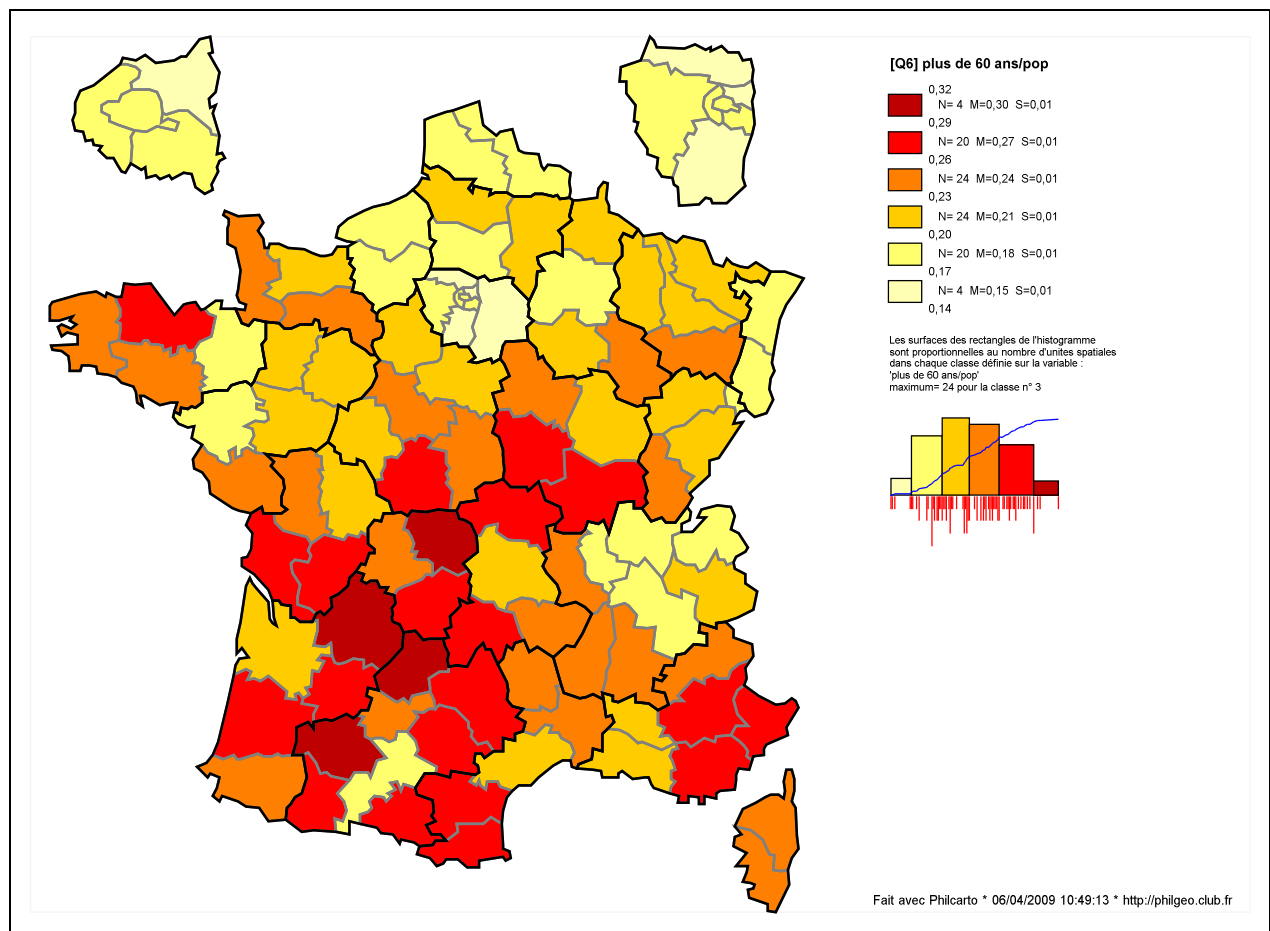 [Q6] plus de 60 ans/pop
0,32
N= 4 M=0,30 S=0,01
0,29
N= 20 M=0,27 S=0,01
0,26
N= 24 M=0,24 S=0,01
0,23
N= 24 M=0,21 S=0,01
0,20
N= 20 M=0,18 S=0,01
0,17
N= 4 M=0,15 S=0,01
0,14
Les surfaces des rectangles de l'histogramme
sont proportionnelles au nombre d'unites spatiales
dans chaque classe définie sur la variable :
'plus de 60 ans/pop'
maximum= 24 pour la classe n° 3
Fait avec Philcarto * 06/04/2009 10:49:13 * http://philgeo.club.fr